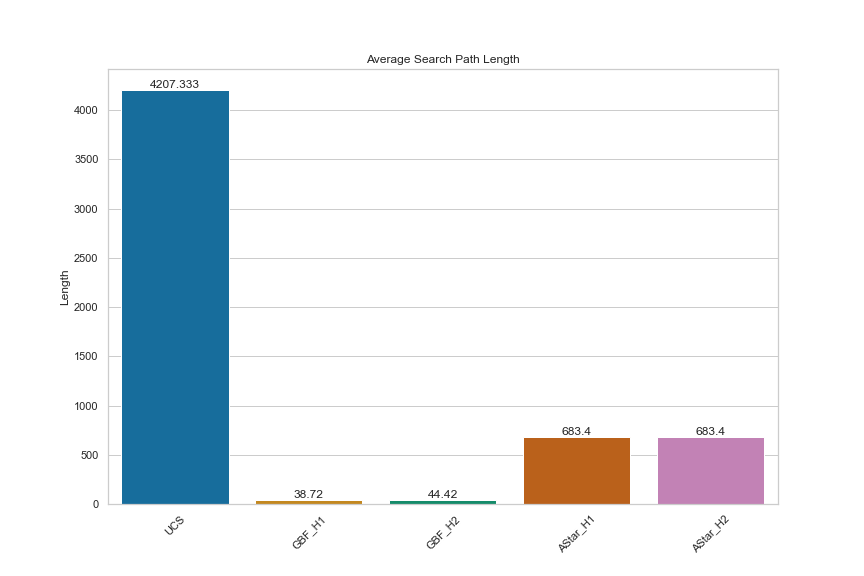 Average Search Path Length
4207.333
4000
3500
3000
2500
2000
1500
1000
500
0
Length
38.72
44.42
683.4
683.4
UCS
GBF_H1
GBF_H2
AStar_H1
AStar_H2